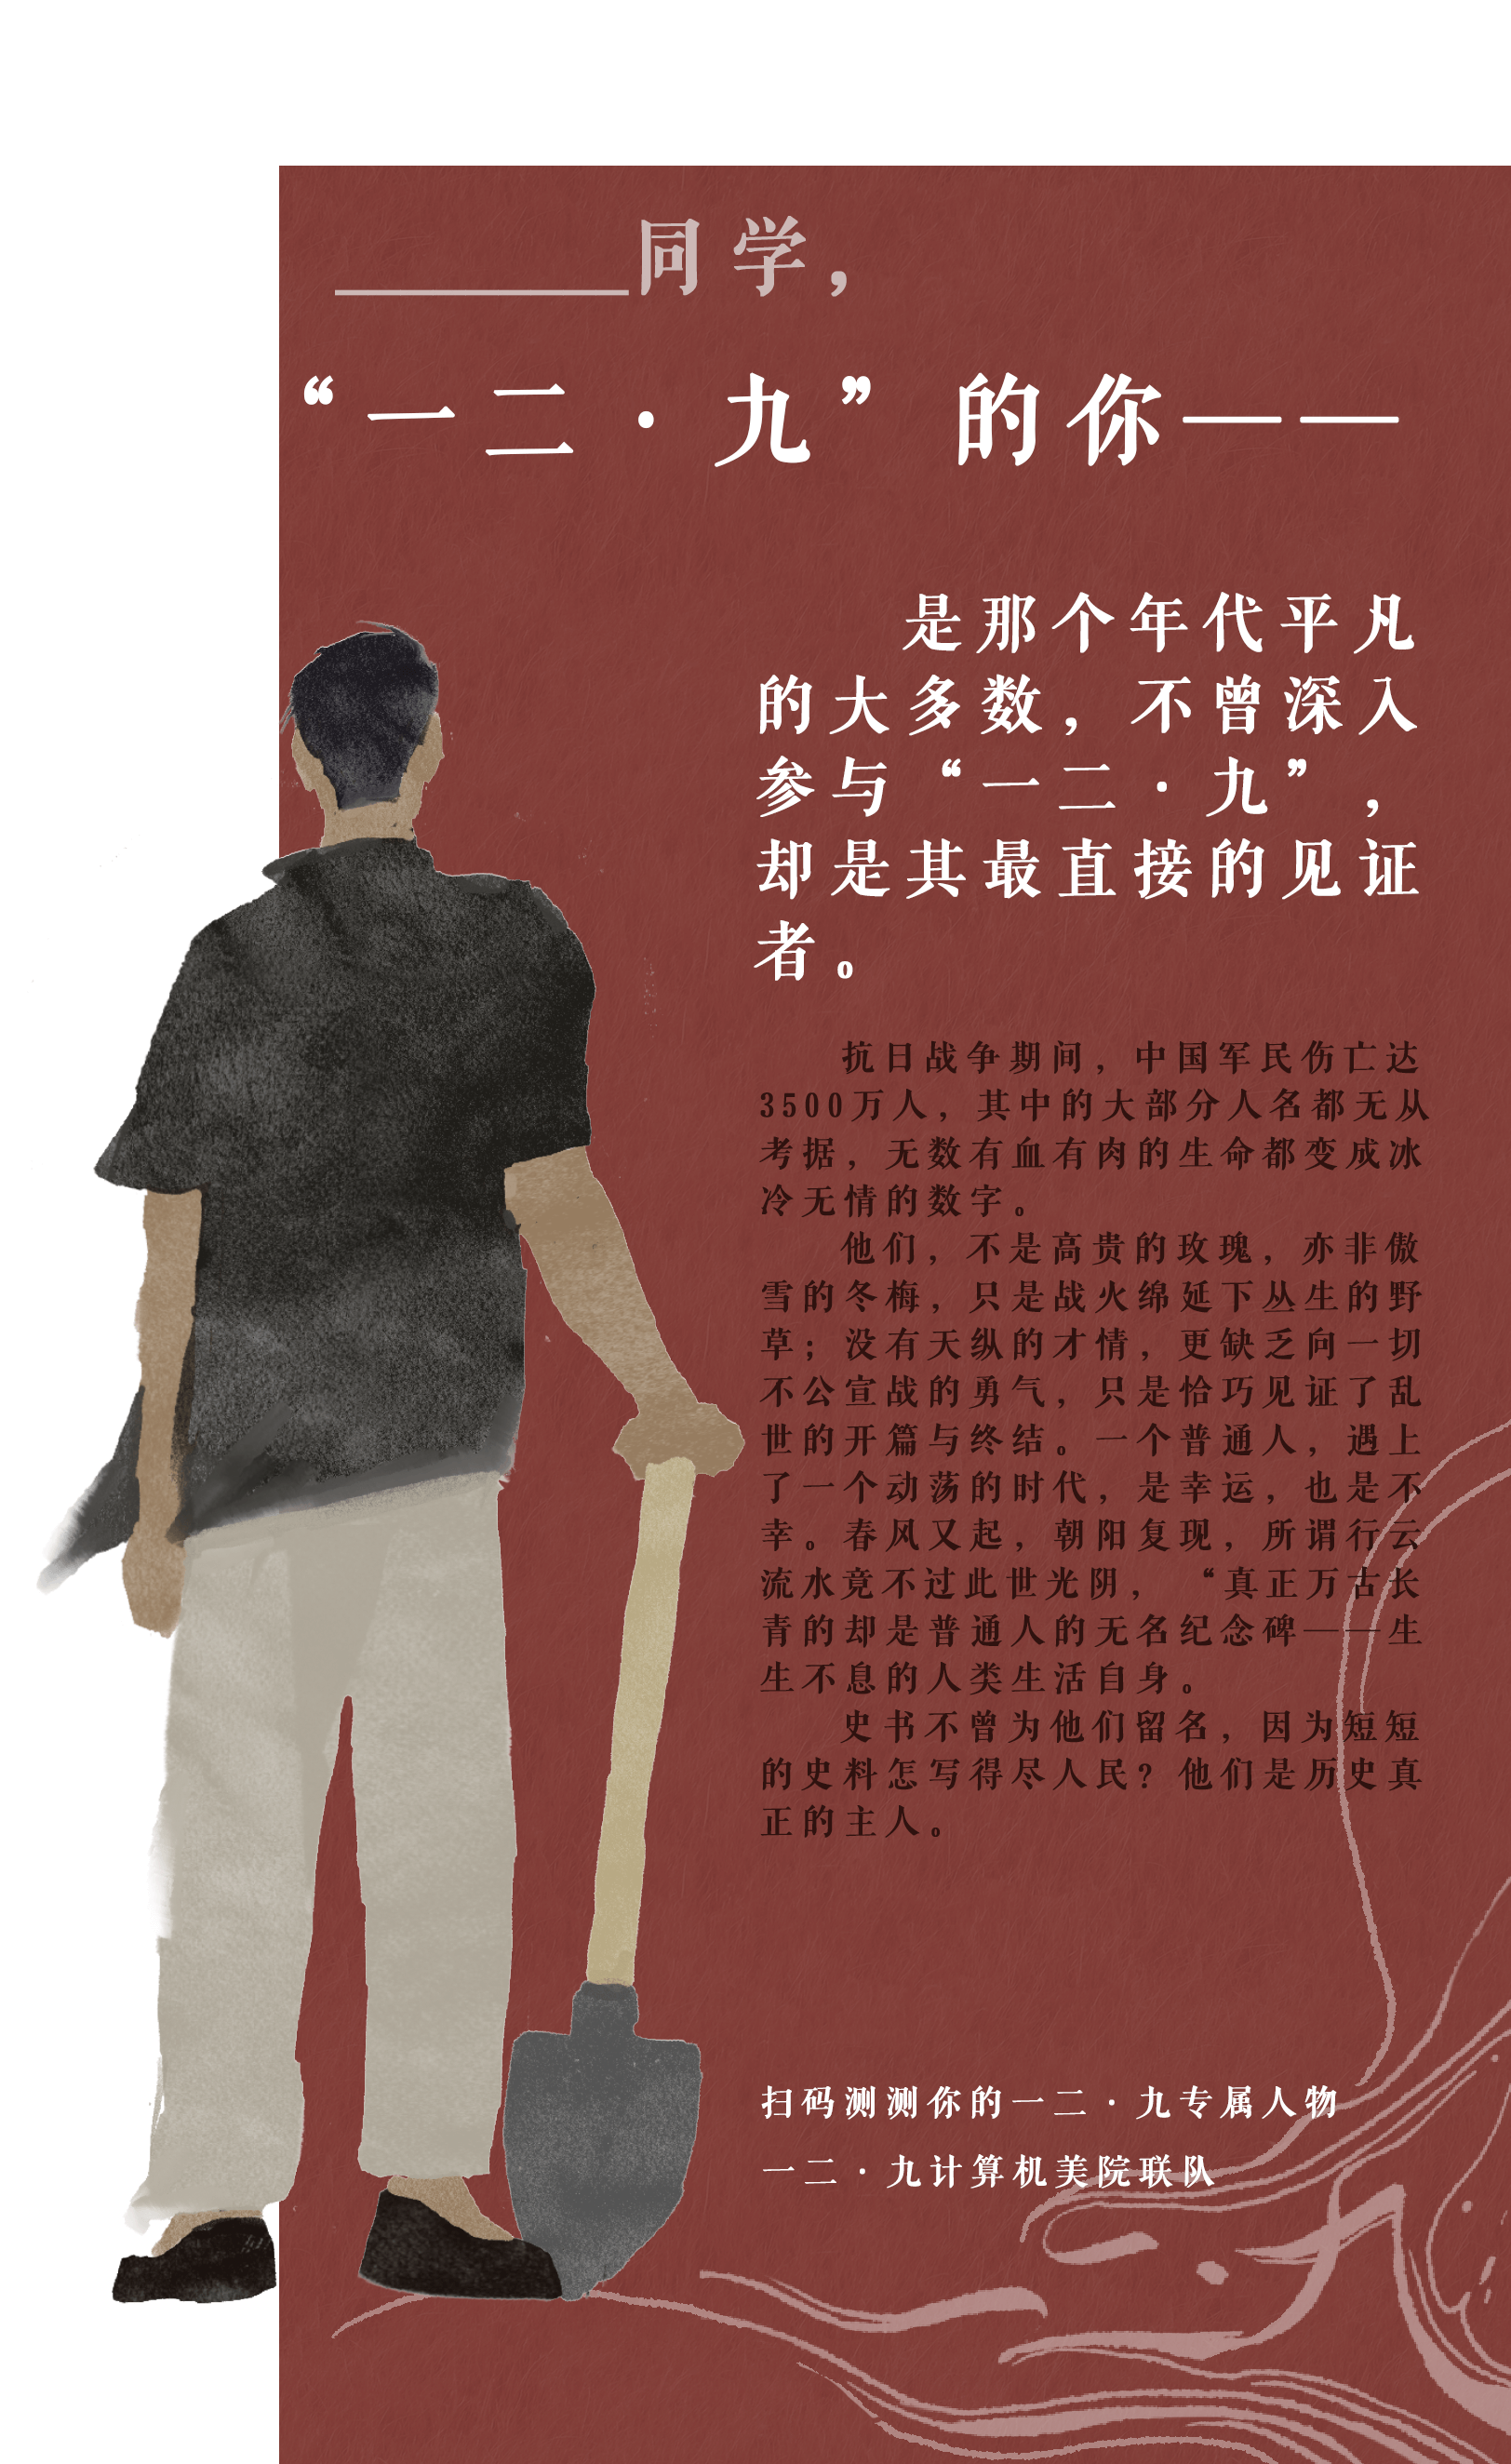 ______同学，
“一二·九”的你——
是那个年代平凡
的大多数，不曾深入
参与“一二·九”，
却是其最直接的见证
者。
抗日战争期间，中国军民伤亡达
3500万人，其中的大部分人名都无从
考据，无数有血有肉的生命都变成冰
冷无情的数字。
他们，不是高贵的玫瑰，亦非傲
雪的冬梅，只是战火绵延下丛生的野
草；没有天纵的才情，更缺乏向一切
不公宣战的勇气，只是恰巧见证了乱
世的开篇与终结。一个普通人，遇上
了一个动荡的时代，是幸运，也是不
幸。春风又起，朝阳复现，所谓行云
流水竟不过此世光阴，“真正万古长
青的却是普通人的无名纪念碑——生
生不息的人类生活自身。
史书不曾为他们留名，因为短短
的史料怎写得尽人民？他们是历史真
正的主人。
扫码测测你的一二·九专属人物
一二·九计算机美院联队
一二·九